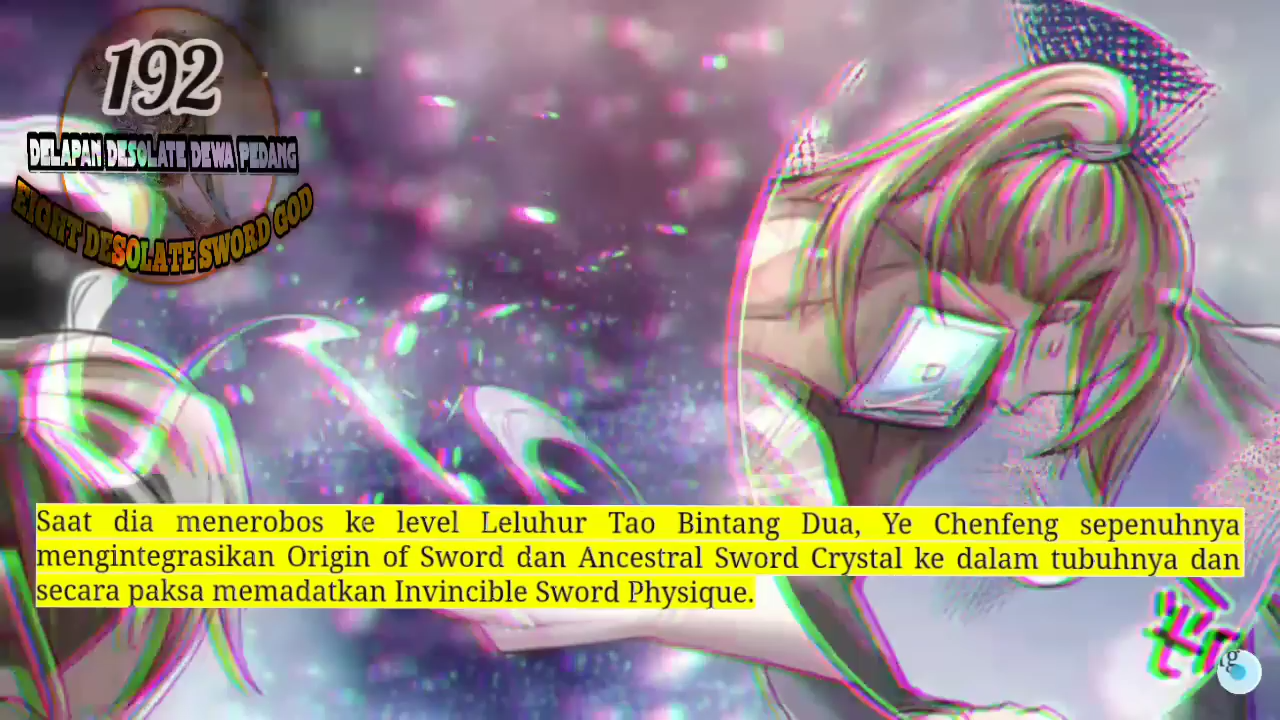 192
DELAPAN DESOLATE DEWA PEDANG
EIGHT DESOLATE SWORD GOD
Saat dia menerobos ke level Leluhur Tao Bintang Dua, Ye Chenfeng sepenuhnya
mengintegrasikan Origin of Sword dan Ancestral Sword Crystal ke dalam tubuhnya dan
secara paksa memadatkan Invincible Sword Physique.